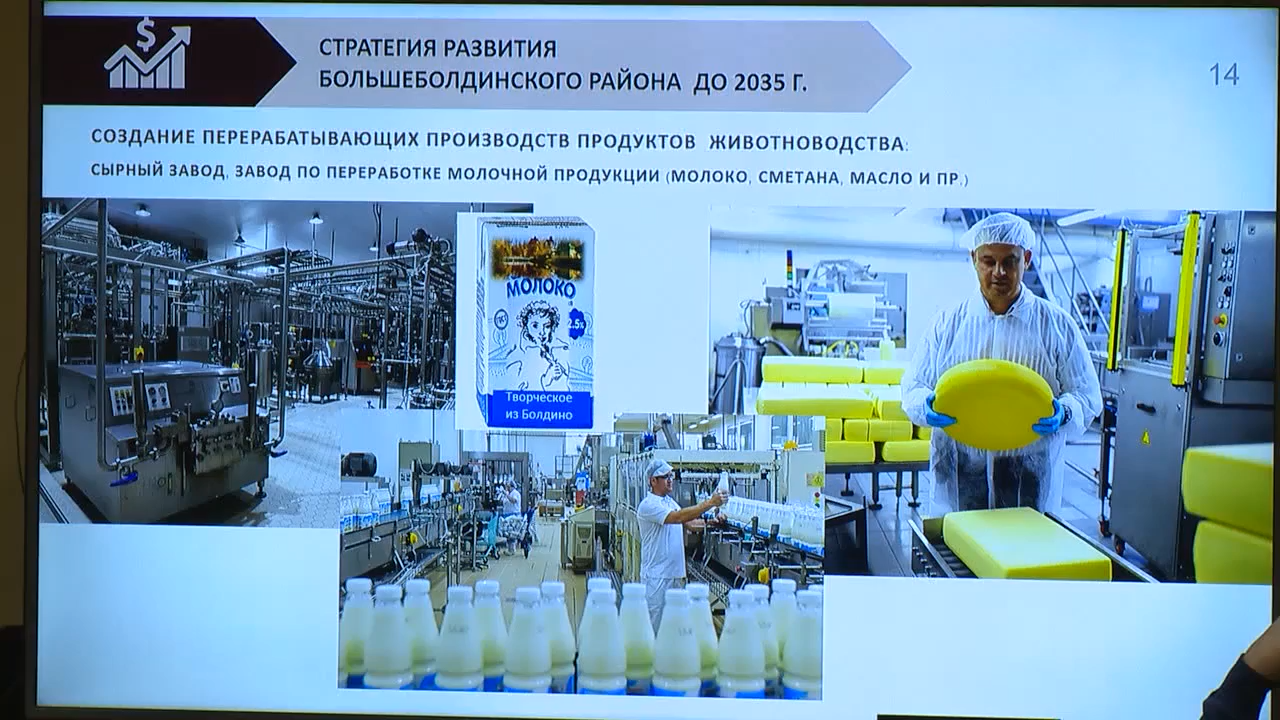 СТРАТЕГИЯ РАЗВИТИЯ
БОЛЬШЕБОЛДИНСКОГО РАЙОНА ДО 2035 Г.
14
СОЗДАНИЕ ПЕРЕРАБАТЫВАЮЩИХ ПРОИЗВОДСТВ ПРОДУКТОВ ЖИВОТНОВОДСТВА:
СЫРНЫЙ ЗАВОД, ЗАВОД ПО ПЕРЕРАБОТКЕ МОЛОЧНОЙ ПРОДУКЦИИ (МОЛОКО, СМЕТАНА, МАСЛО И ПР.)
МОЛОКО
2.5%
Творческое
из Болдино